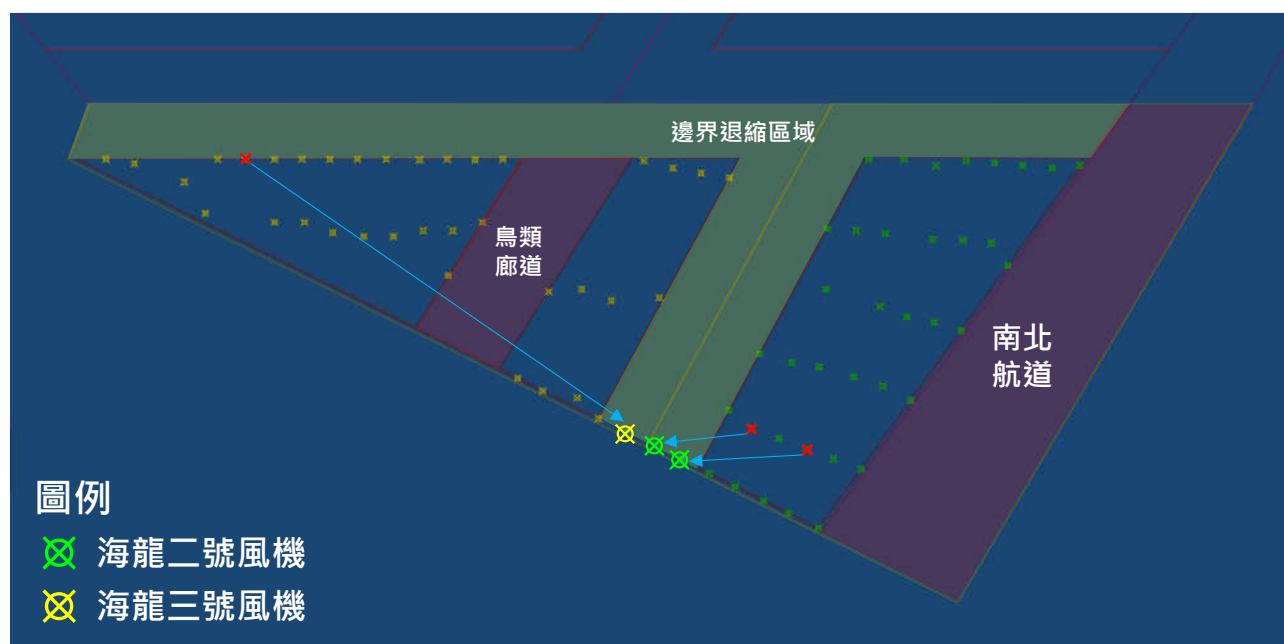 邊界退縮區域
鳥類
廊道
南北
航道
圖例
海龍二號風機
海龍三號風機